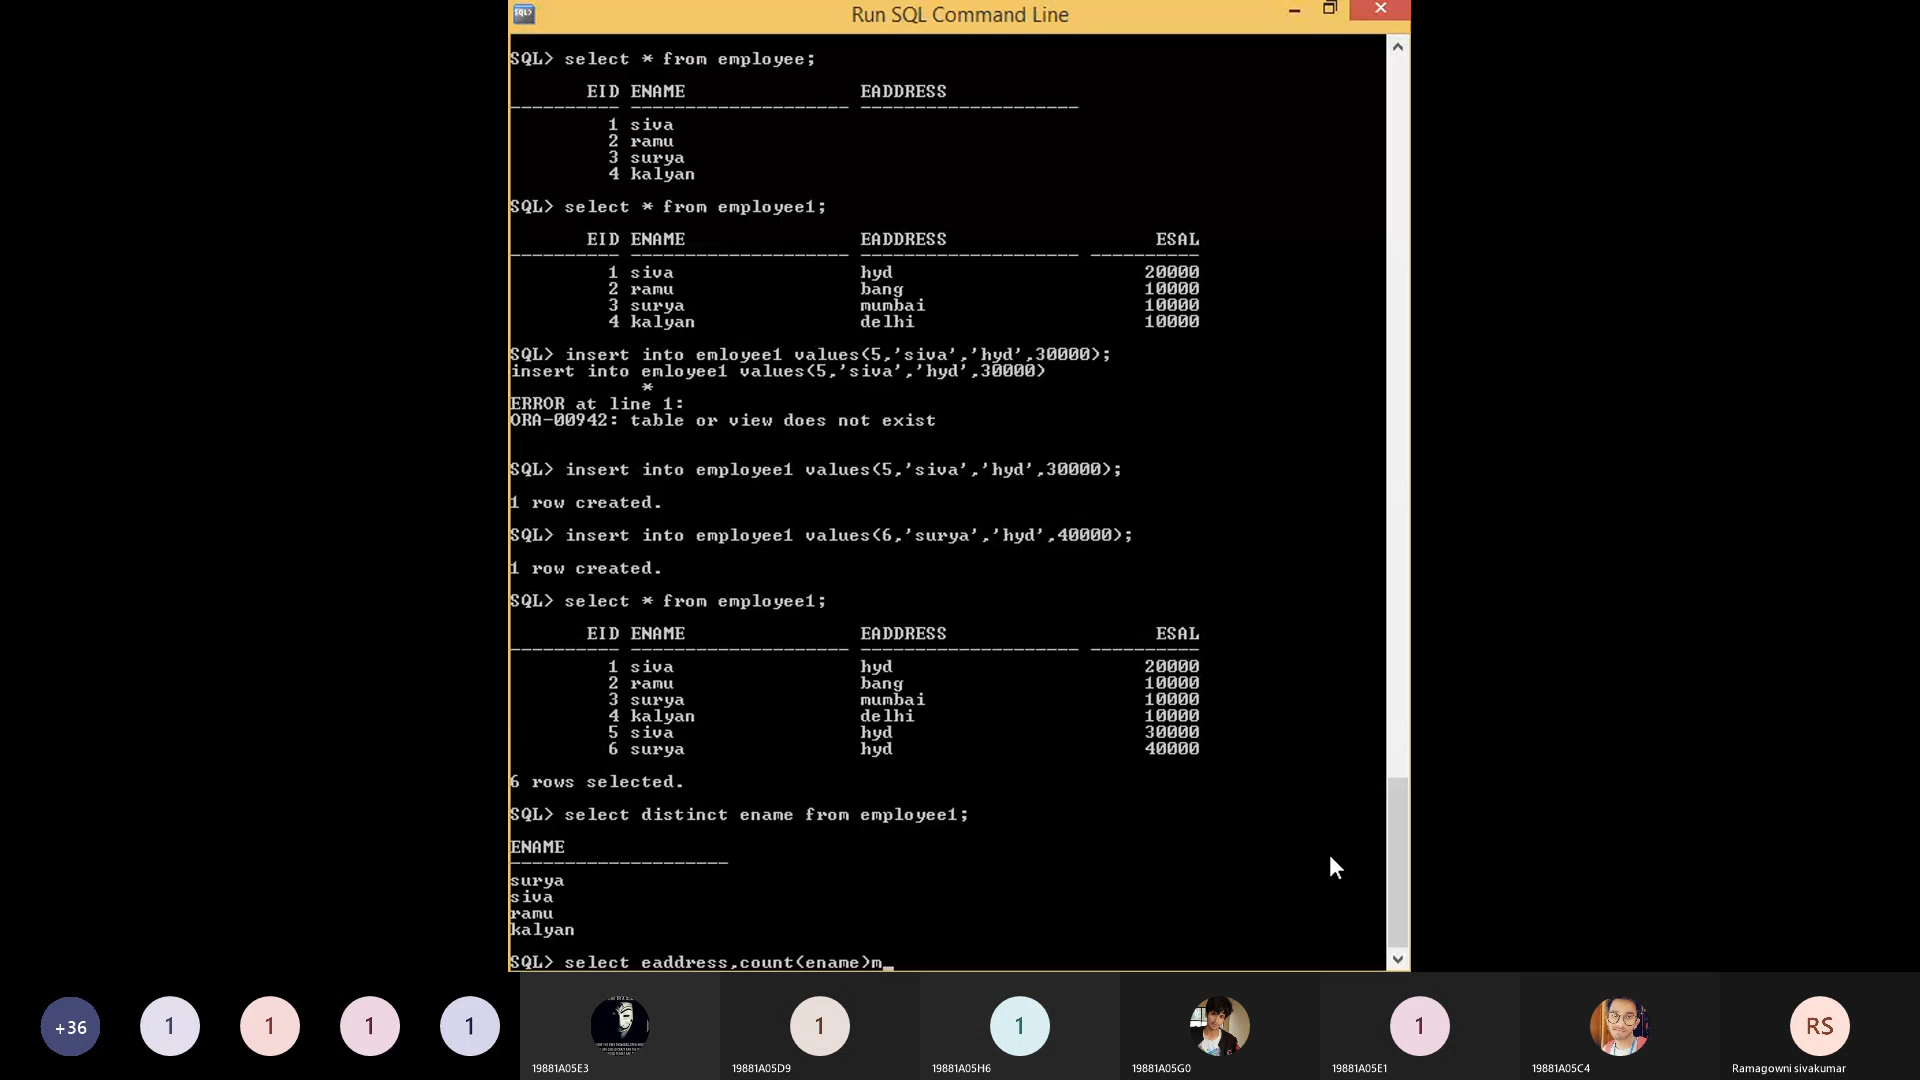 Run SQL Command Line
SQL> select * from employee;
EID ENAME EADDRESS
1 siva
2 ramu
3 surya
4 kalyan
SQL> select * from employee1;
EID ENAME EADDRESS ESAL
1 siva hyd 20000
2 ramu bang 10000
3 surya mumbai 10000
4 kalyan delhi 10000
SQL> insert into emloyee1 values(5,'siva','hyd',30000);
insert into emloyee1 values(5,'siva','hyd',30000)
*
ERROR at line 1:
ORA-00942: table or view does not exist
SQL> insert into employee1 values(5,'siva','hyd',30000);
1 row created.
SQL> insert into employee1 values(6,'surya','hyd',40000);
1 row created.
SQL> select * from employee1;
EID ENAME EADDRESS ESAL
1 siva hyd 20000
2 ramu bang 10000
3 surya mumbai 10000
4 kalyan delhi 10000
5 siva hyd 30000
6 surya hyd 40000
6 rows selected.
SQL> select distinct ename from employee1;
ENAME
surya
siva
ramu
kalyan
SQL> select eaddress,count(ename)m_
+36 1 1 1 1 1 1 1 RS
19881A05E3 19881A05D9 19881A05H6 19881A05G0 19881A05E1 19881A05C4 Ramagowni sivakumar